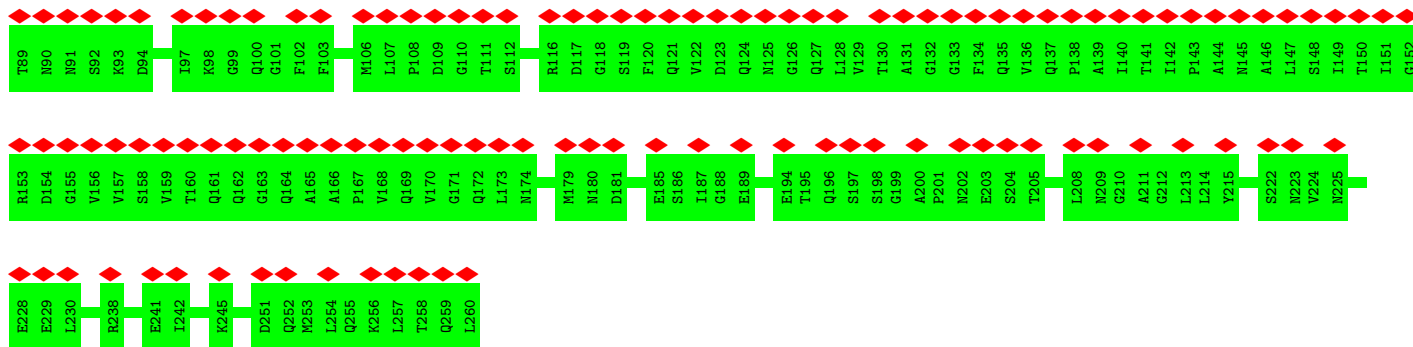 T89 N90 N91 S92 K93 D94 I97 K98 G99 Q100 G101 F102 F103 M106 L107 P108 D109 G110 T111 S112 R116 D117 G118 S119 F120 Q121 V122 D123 Q124 N125 G126 Q127 L128 V129 T130 A131 G132 G133 F134 Q135 V136 Q137 P138 A139 I140 T141 I142 P143 A144 N145 A146 L147 S148 I149 T150 I151 G152
R153 D154 G155 V156 V157 S158 V159 T160 Q161 Q162 G163 Q164 A165 A166 P167 V168 Q169 V170 G171 Q172 L173 N174 M179 N180 D181 E185 S186 I187 G188 E189 E194 T195 Q196 S197 S198 G199 A200 P201 N202 E203 S204 T205 L208 N209 G210 A211 G212 L213 L214 Y215 S222 N223 V224 N225
E228 E229 L230 R238 E241 I242 K245 D251 Q252 M253 L254 Q255 K256 L257 T258 Q259 L260